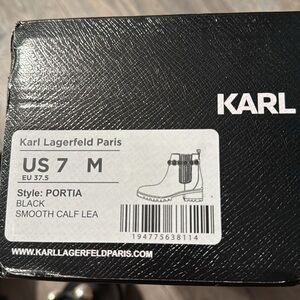 KARL
Karl Lagerfeld Paris
US 7 M
EU 37.5
Style: PORTIA
BLACK
SMOOTH CALF LEA
194775638114
WWW.KARLLAGERFELDPARIS.COM